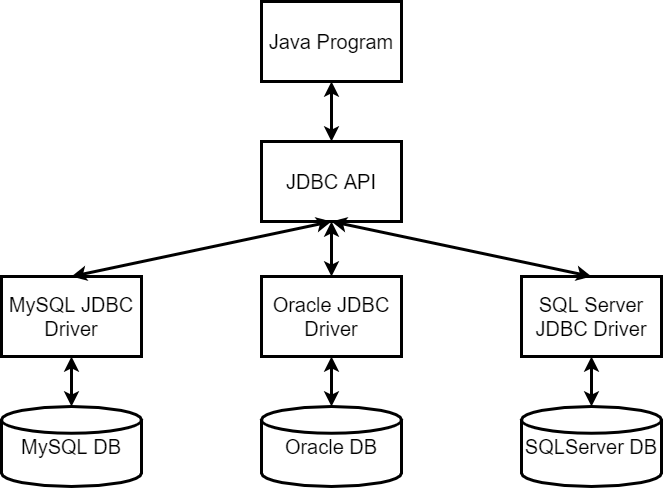 Java Program
JDBC API
MySQL JDBC
Driver
Oracle JDBC
Driver
SQL Server
JDBC Driver
MySQL DB
Oracle DB
SQLServer DB